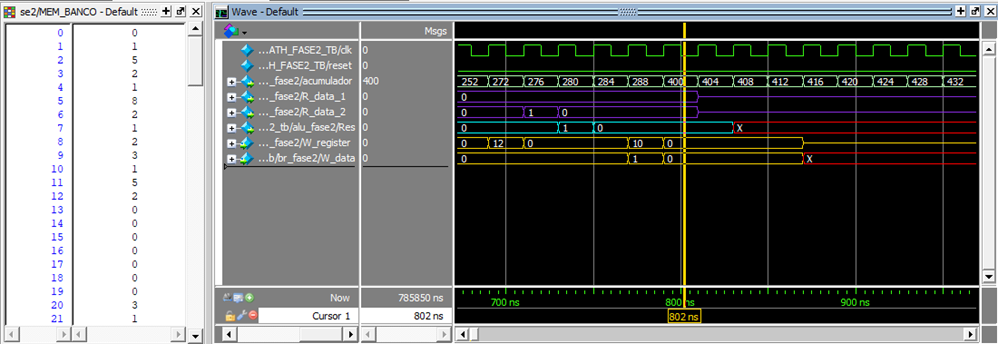 se2/MEM_BANCO - Default
Wave - Default
Msgs
0 0
1 1
2 5
3 2
4 1
5 8
6 2
7 1
8 2
9 3
10 1
11 5
12 2
13 0
14 0
15 0
16 0
17 0
18 0
19 0
20 3
21 1
...ATH_FASE2_TB/clk 0
...H_FASE2_TB/reset 0
..._fase2/acumulador 400 252 272 276 280 284 288 400 404 408 412 416 420 424 428 432
..._fase2/R_data_1 0 0
..._fase2/R_data_2 0 0 1 0
...2_tb/alu_fase2/Res 0 0 1 0 X
..._fase2/W_register 0 0 12 0 10 0
...b/br_fase2/W_data 0 0 1 0 X
Now 785850 ns 700 ns 800 ns 900 ns
Cursor 1 802 ns 802 ns